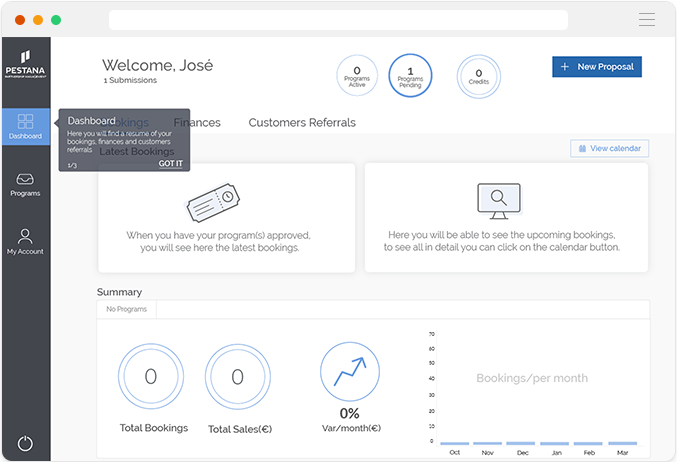 PESTANA
Welcome, José
1 Submissions
0
Programs
Active
1
Programs
Pending
0
Credits
+ New Proposal
Dashboard
Programs
My Account
Dashboard
Here you will find a resume of your
bookings, finances and customers
referrals
1/3
GOT IT
Bookings
Finances
Customers Referrals
Latest Bookings
View calendar
When you have your program(s) approved,
you will see here the latest bookings.
Here you will be able to see the upcoming bookings,
to see all in detail you can click on the calendar button.
Summary
No Programs
0
Total Bookings
0
Total Sales(€)
0%
Var/month(€)
Bookings/per month
70
60
50
40
30
20
10
0
Oct Nov Dec Jan Feb Mar